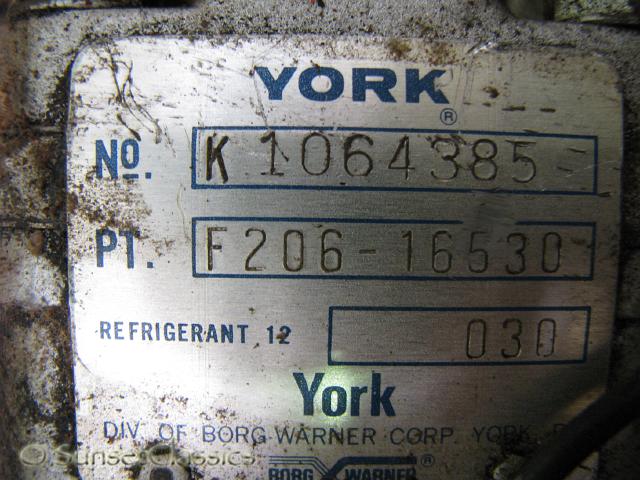 YORK®
No. K 1064385
PT. F206-16530
REFRIGERANT 12 030
York
DIV. OF BORG WARNER CORP. YORK,
BORG WARNER®
© Sunset Classics